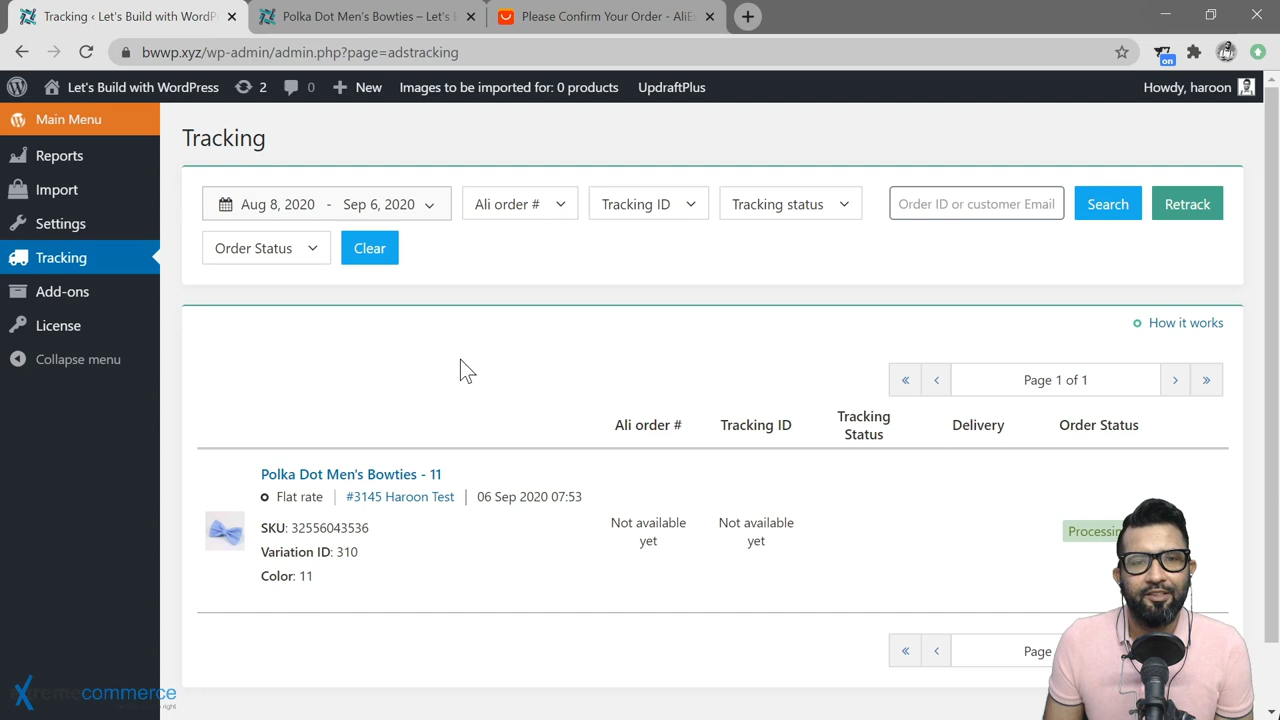 Tracking ‹ Let's Build with WordP
Polka Dot Men's Bowties – Let's B
Please Confirm Your Order - AliEx
bwwp.xyz/wp-admin/admin.php?page=adstracking
on
Let's Build with WordPress
2
0
New
Images to be imported for: 0 products
UpdraftPlus
Howdy, haroon
Main Menu
Reports
Import
Settings
Tracking
Add-ons
License
Collapse menu
Tracking
Aug 8, 2020 - Sep 6, 2020
Ali order #
Tracking ID
Tracking status
Order ID or customer Email
Search
Retrack
Order Status
Clear
How it works
« ‹ Page 1 of 1 › »
Ali order #
Tracking ID
Tracking
Status
Delivery
Order Status
Polka Dot Men's Bowties - 11
Flat rate | #3145 Haroon Test | 06 Sep 2020 07:53
SKU: 32556043536
Variation ID: 310
Color: 11
Not available
yet
Not available
yet
Processin
« ‹ Page
xtremecommerce